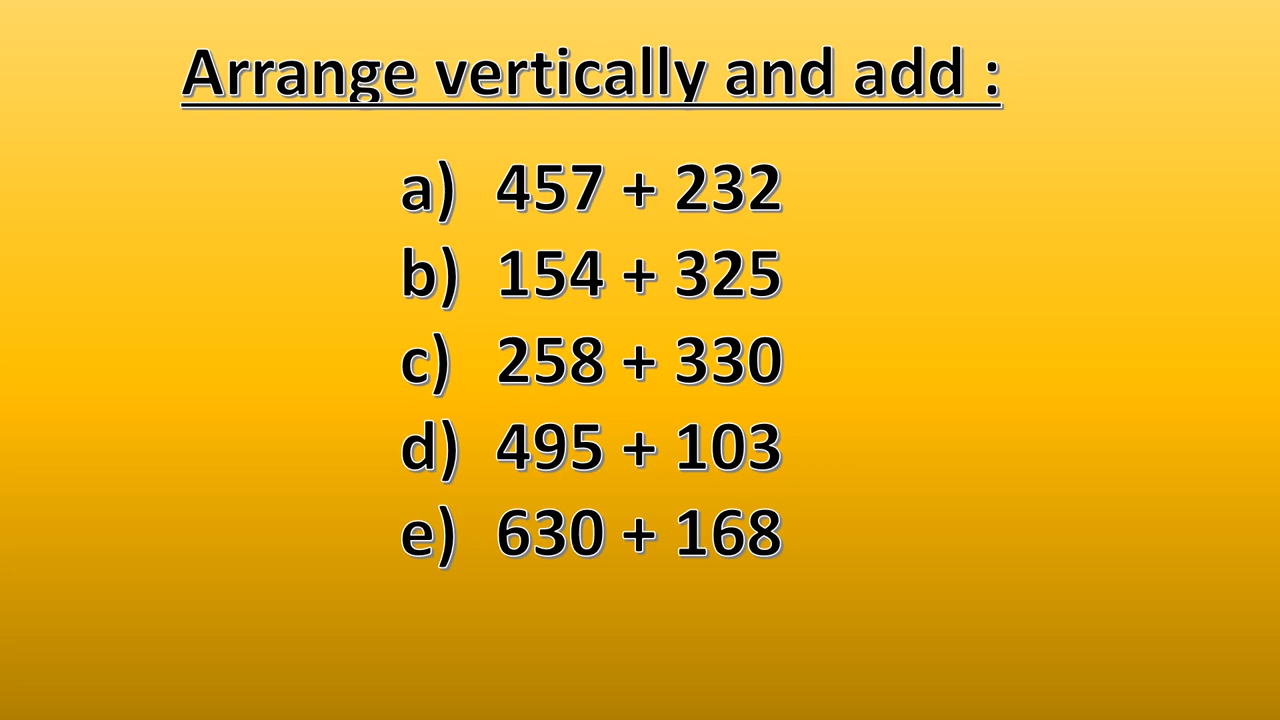 Arrange vertically and add :
a) 457 + 232
b) 154 + 325
c) 258 + 330
d) 495 + 103
e) 630 + 168